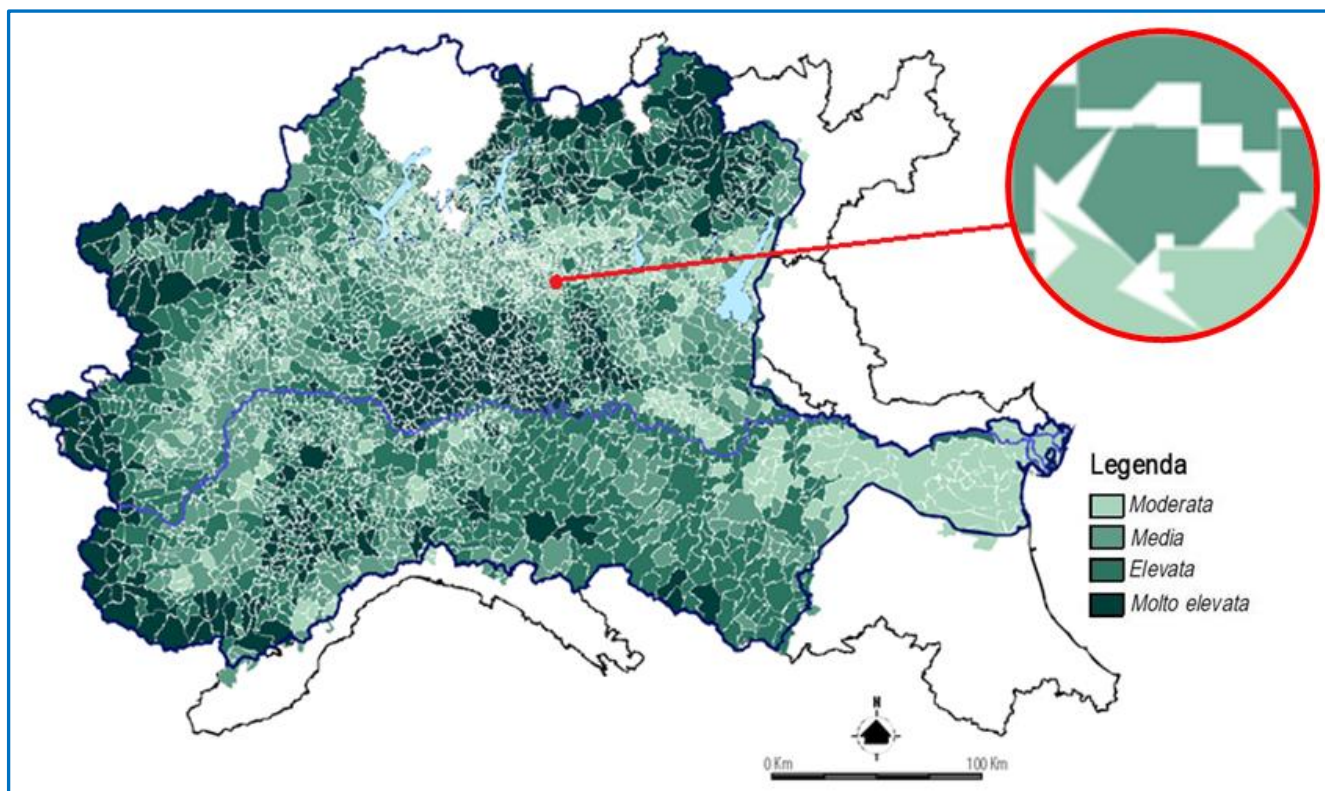 Legenda
Moderata
Media
Elevata
Molto elevata
N
0 Km 100 Km